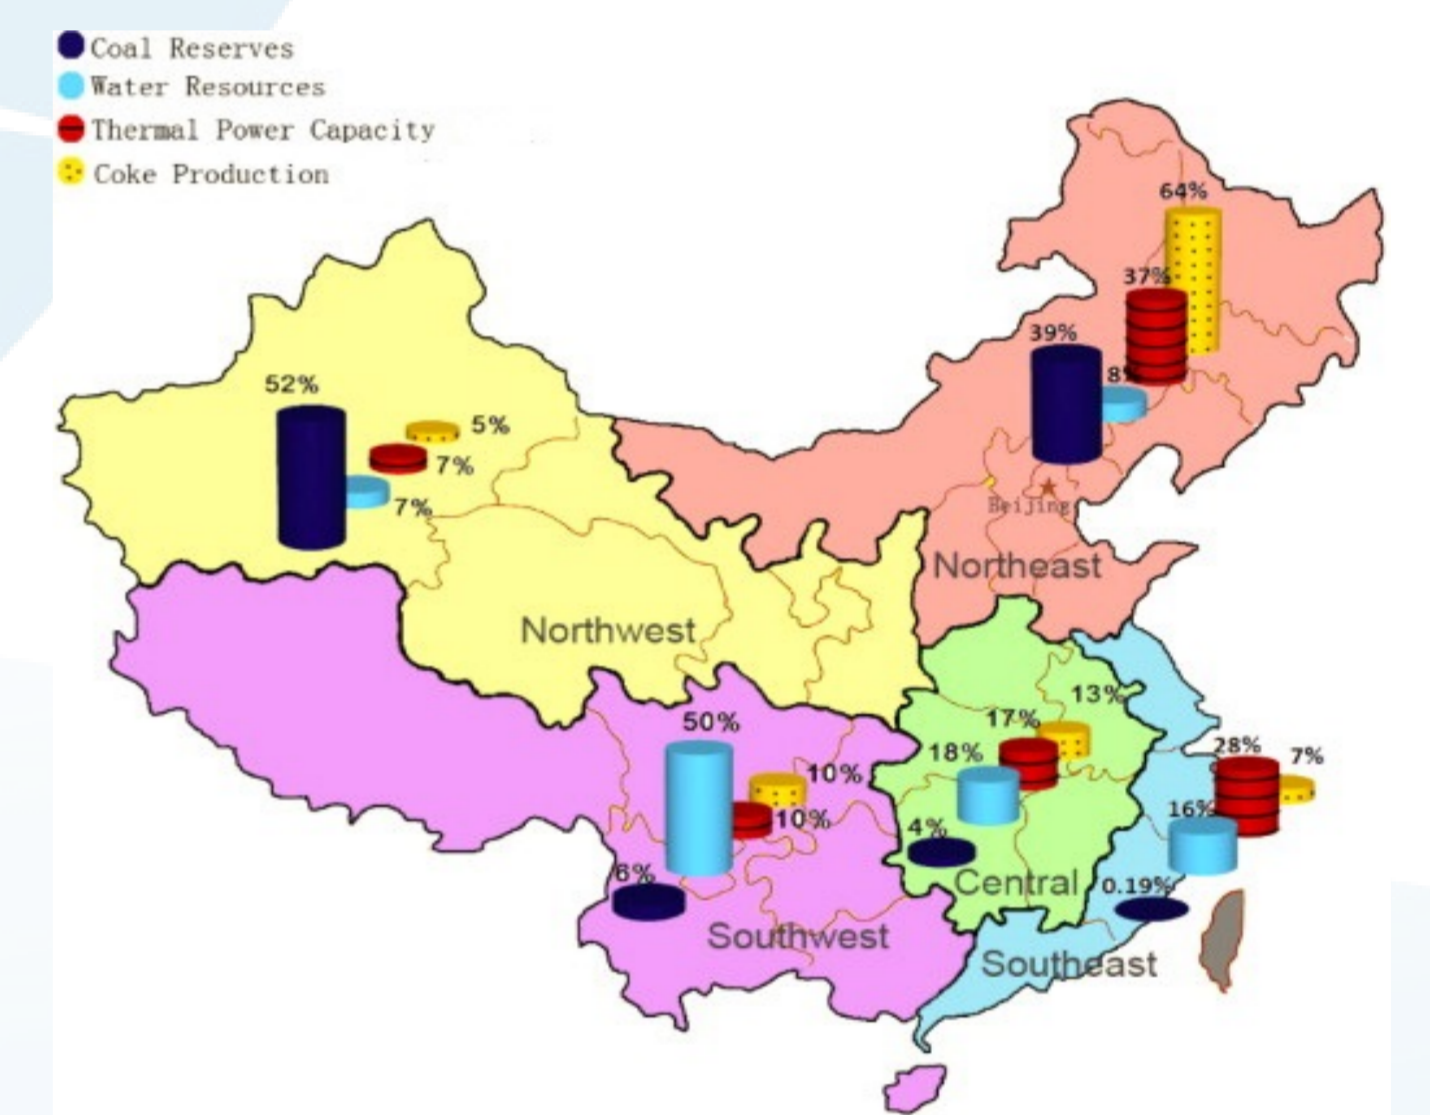 Coal Reserves
Water Resources
Thermal Power Capacity
Coke Production
64%
37%
39%
8%
52%
5%
7%
7%
Beijing
Northeast
Northwest
13%
17%
18%
50%
10%
10%
28%
7%
16%
4%
6%
Central
0.19%
Southwest
Southeast